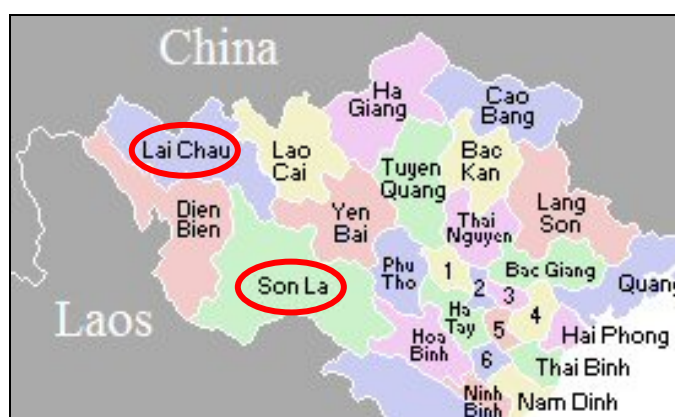 China
Ha
Giang
Cao
Bang
Lai Chau
Lao
Cai
Tuyen
Quang
Bac
Kan
Dien
Bien
Yen
Bai
Thai
Nguyen
Lang
Son
Phu
Tho
1
Bac Giang
Quang
Son La
2
3
Laos
Ha
Tay
5
4
Hoa
Binh
Hai Phong
6
Thai Binh
Ninh
Binh
Nam Dinh